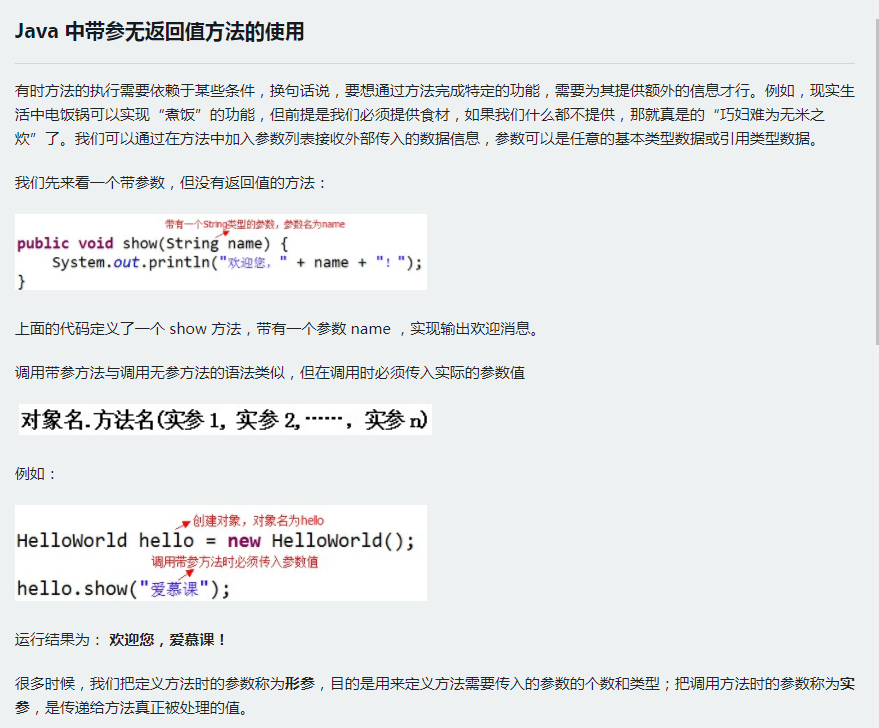 Java 中带参无返回值方法的使用
有时方法的执行需要依赖于某些条件，换句话说，要想通过方法完成特定的功能，需要为其提供额外的信息才行。例如，现实生
活中电饭锅可以实现“煮饭”的功能，但前提是我们必须提供食材，如果我们什么都不提供，那就真是的“巧妇难为无米之
炊”了。我们可以通过在方法中加入参数列表接收外部传入的数据信息，参数可以是任意的基本类型数据或引用类型数据。
我们先来看一个带参数，但没有返回值的方法：
带有一个String类型的参数，参数名为name
public void show(String name) {
System.out.println("欢迎您，" + name + "！");
}
上面的代码定义了一个 show 方法，带有一个参数 name ，实现输出欢迎消息。
调用带参方法与调用无参方法的语法类似，但在调用时必须传入实际的参数值
对象名.方法名(实参 1, 实参 2,……, 实参 n)
例如：
创建对象，对象名为hello
HelloWorld hello = new HelloWorld();
调用带参方法时必须传入参数值
hello.show("爱慕课");
运行结果为： 欢迎您，爱慕课！
很多时候，我们把定义方法时的参数称为形参，目的是用来定义方法需要传入的参数的个数和类型；把调用方法时的参数称为实
参，是传递给方法真正被处理的值。